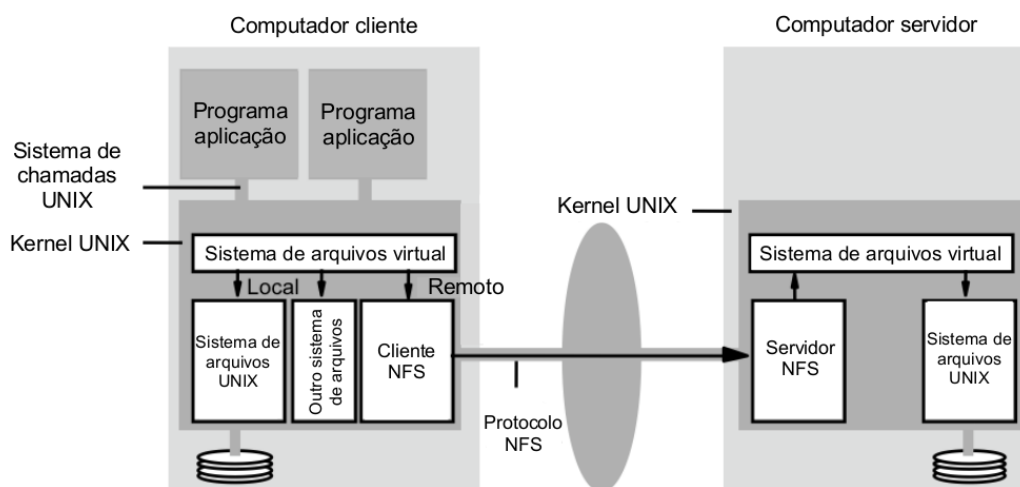 Computador cliente
Computador servidor
Programa
aplicação
Programa
aplicação
Sistema de
chamadas
UNIX
Kernel UNIX
Kernel UNIX
Sistema de arquivos virtual
Sistema de arquivos virtual
Local
Remoto
Sistema de
arquivos
UNIX
Outro sistema
de arquivos
Cliente
NFS
Servidor
NFS
Sistema de
arquivos
UNIX
Protocolo
NFS